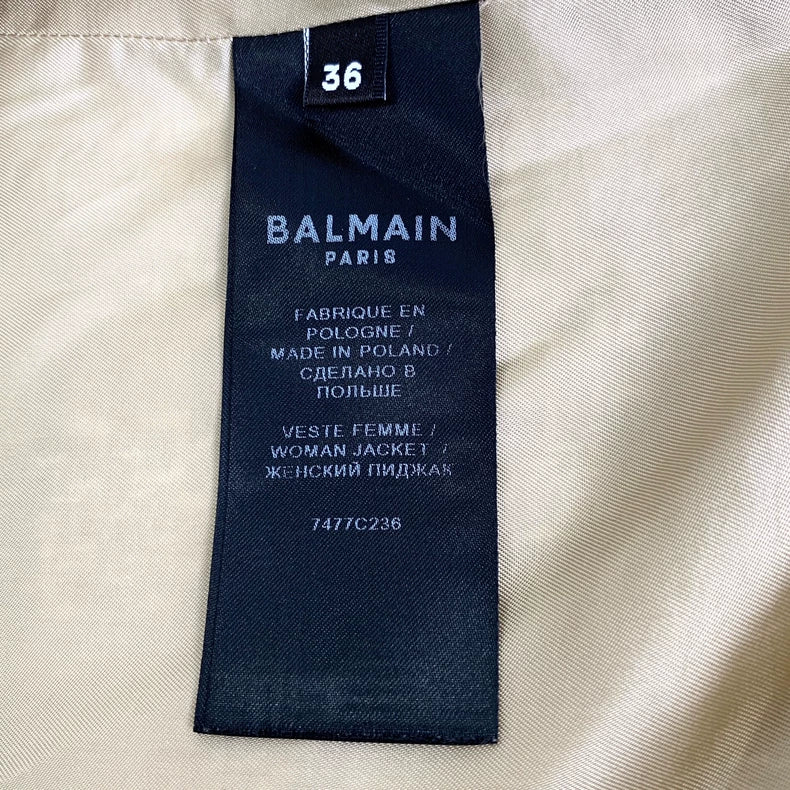 36
BALMAIN
PARIS
FABRIQUE EN
POLOGNE /
MADE IN POLAND /
СДЕЛАНО В
ПОЛЬШЕ
VESTE FEMME /
WOMAN JACKET /
ЖЕНСКИЙ ПИДЖАК
7477C236